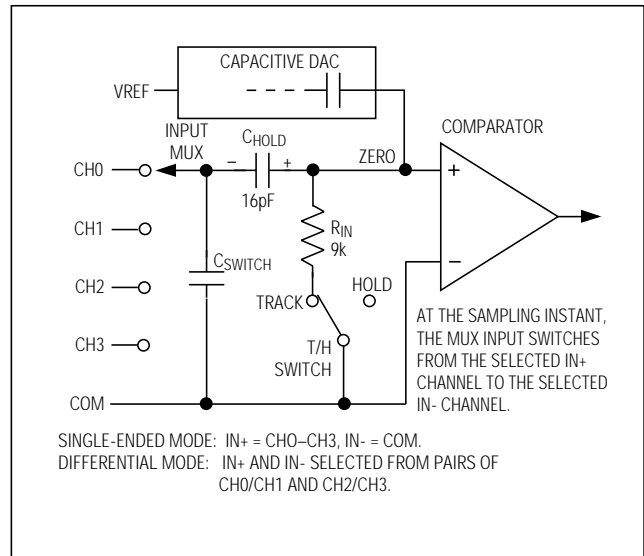 CAPACITIVE DAC
VREF
COMPARATOR
INPUT
MUX
CHOLD
ZERO
– +
16pF
CH0
+
RIN
9k
CH1
CSWITCH
–
HOLD
CH2
TRACK
AT THE SAMPLING INSTANT,
THE MUX INPUT SWITCHES
FROM THE SELECTED IN+
CHANNEL TO THE SELECTED
IN- CHANNEL.
CH3
T/H
SWITCH
COM
SINGLE-ENDED MODE: IN+ = CHO–CH3, IN- = COM.
DIFFERENTIAL MODE: IN+ AND IN- SELECTED FROM PAIRS OF
CH0/CH1 AND CH2/CH3.